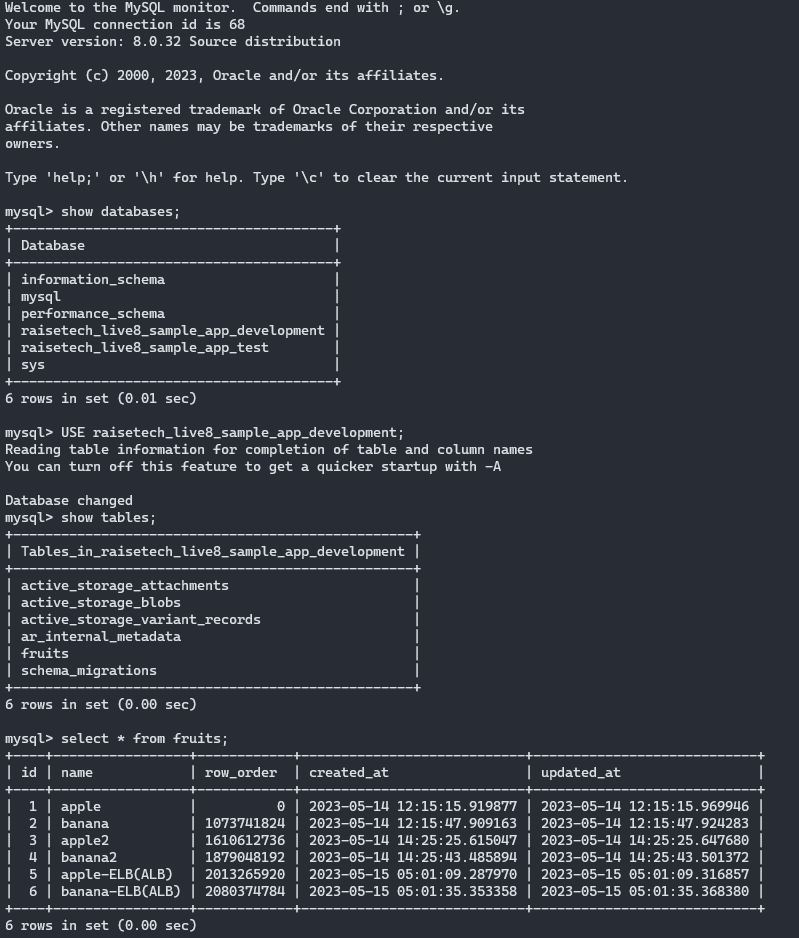 Welcome to the MySQL monitor.  Commands end with ; or \g.
Your MySQL connection id is 68
Server version: 8.0.32 Source distribution

Copyright (c) 2000, 2023, Oracle and/or its affiliates.

Oracle is a registered trademark of Oracle Corporation and/or its
affiliates. Other names may be trademarks of their respective
owners.

Type 'help;' or '\h' for help. Type '\c' to clear the current input statement.

mysql> show databases;
+----------------------------------------+
| Database                               |
+----------------------------------------+
| information_schema                     |
| mysql                                  |
| performance_schema                     |
| raisetech_live8_sample_app_development |
| raisetech_live8_sample_app_test        |
| sys                                    |
+----------------------------------------+
6 rows in set (0.01 sec)

mysql> USE raisetech_live8_sample_app_development;
Reading table information for completion of table and column names
You can turn off this feature to get a quicker startup with -A

Database changed
mysql> show tables;
+--------------------------------------------------+
| Tables_in_raisetech_live8_sample_app_development |
+--------------------------------------------------+
| active_storage_attachments                       |
| active_storage_blobs                             |
| active_storage_variant_records                   |
| ar_internal_metadata                             |
| fruits                                           |
| schema_migrations                                |
+--------------------------------------------------+
6 rows in set (0.00 sec)

mysql> select * from fruits;
+----+-----------------+------------+----------------------------+----------------------------+
| id | name            | row_order  | created_at                 | updated_at                 |
+----+-----------------+------------+----------------------------+----------------------------+
|  1 | apple           |          0 | 2023-05-14 12:15:15.919877 | 2023-05-14 12:15:15.969946 |
|  2 | banana          | 1073741824 | 2023-05-14 12:15:47.909163 | 2023-05-14 12:15:47.924283 |
|  3 | apple2          | 1610612736 | 2023-05-14 14:25:25.615047 | 2023-05-14 14:25:25.647680 |
|  4 | banana2         | 1879048192 | 2023-05-14 14:25:43.485894 | 2023-05-14 14:25:43.501372 |
|  5 | apple-ELB(ALB)  | 2013265920 | 2023-05-15 05:01:09.287970 | 2023-05-15 05:01:09.316857 |
|  6 | banana-ELB(ALB) | 2080374784 | 2023-05-15 05:01:35.353358 | 2023-05-15 05:01:35.368380 |
+----+-----------------+------------+----------------------------+----------------------------+
6 rows in set (0.00 sec)